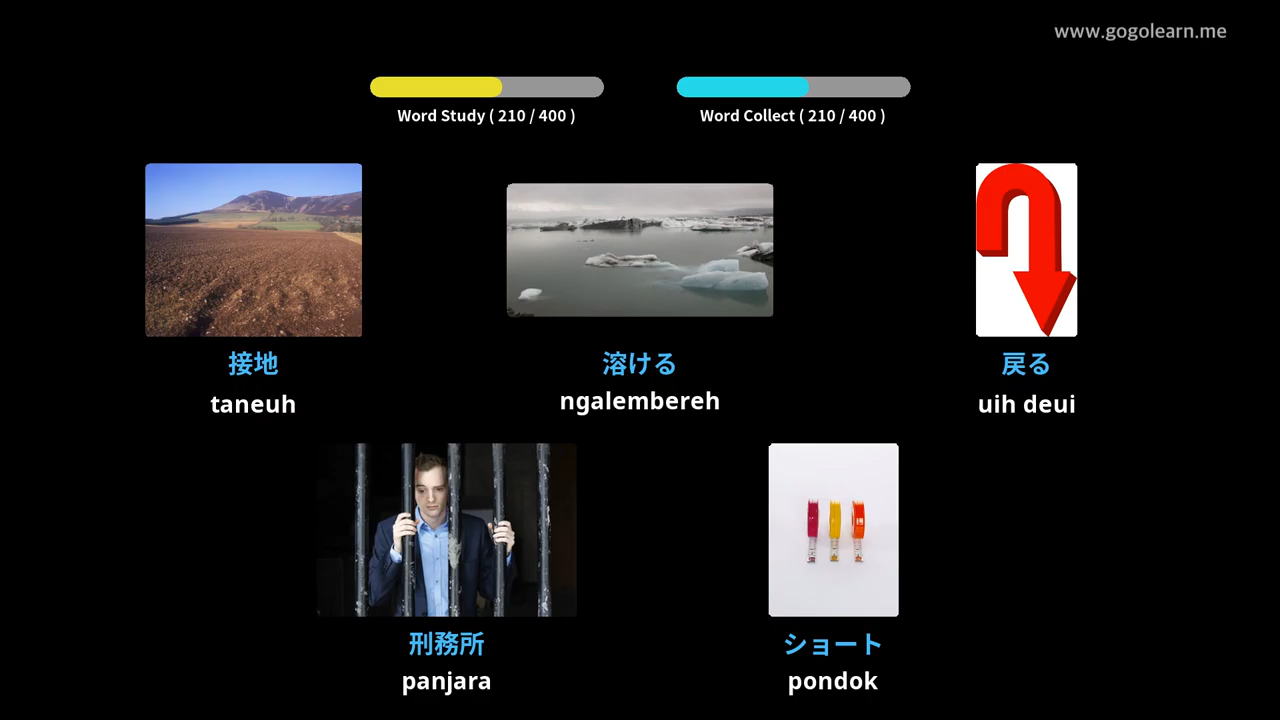 www.gogolearn.me
Word Study ( 210 / 400 )
Word Collect ( 210 / 400 )
接地
taneuh
溶ける
ngalembereh
戻る
uih deui
刑務所
panjara
ショート
pondok